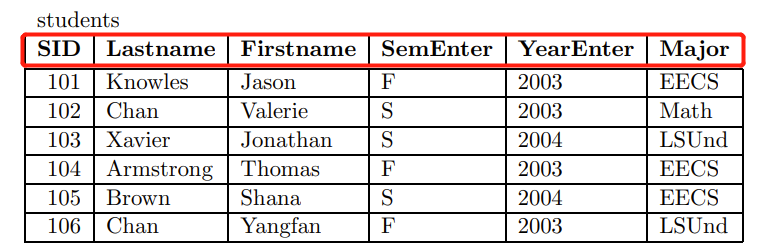 students
SID Lastname Firstname SemEnter YearEnter Major
101 Knowles Jason F 2003 EECS
102 Chan Valerie S 2003 Math
103 Xavier Jonathan S 2004 LSUnd
104 Armstrong Thomas F 2003 EECS
105 Brown Shana S 2004 EECS
106 Chan Yangfan F 2003 LSUnd